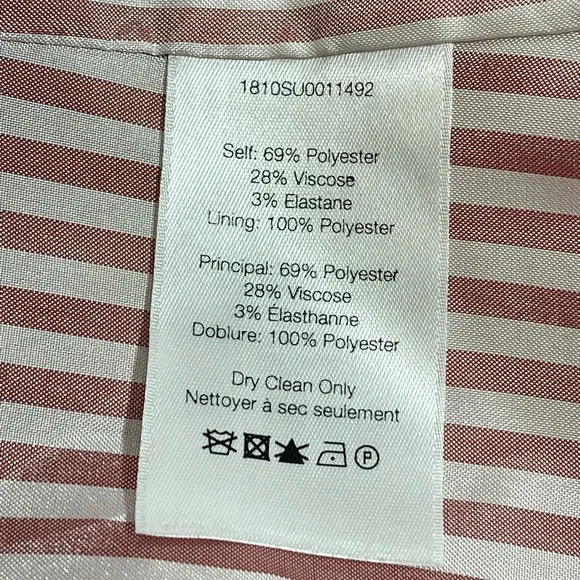 1810SU0011492
Self: 69% Polyester
28% Viscose
3% Elastane
Lining: 100% Polyester
Principal: 69% Polyester
28% Viscose
3% Élasthanne
Doblure: 100% Polyester
Dry Clean Only
Nettoyer à sec seulement
P